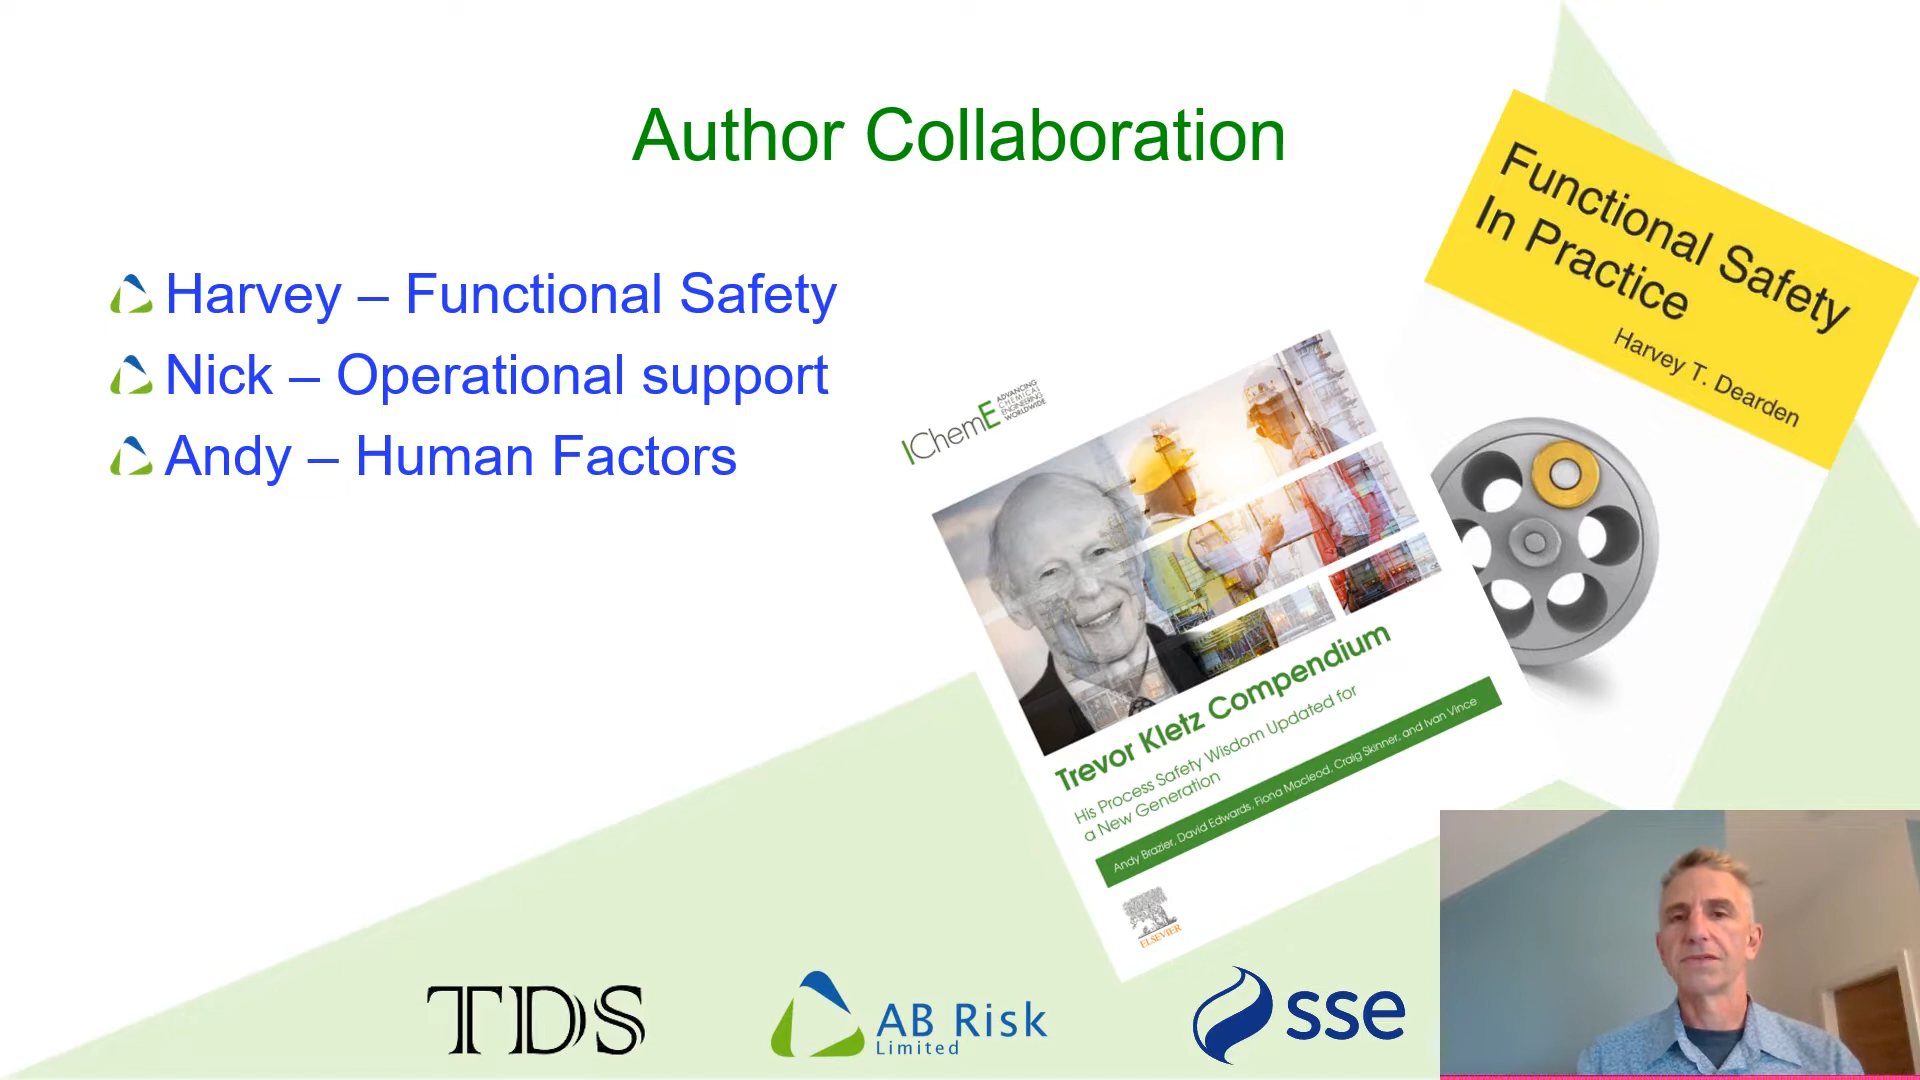 Author Collaboration
Harvey – Functional Safety
Nick – Operational support
Andy – Human Factors
Functional Safety
In Practice
Harvey T. Dearden
IChemE
ADVANCING
CHEMICAL
ENGINEERING
WORLDWIDE
Trevor Kletz Compendium
His Process Safety Wisdom Updated for
a New Generation
Andy Brazier, David Edwards, Fiona Macleod, Craig Skinner, and Ivan Vince
ELSEVIER
TDS
AB Risk
Limited
sse